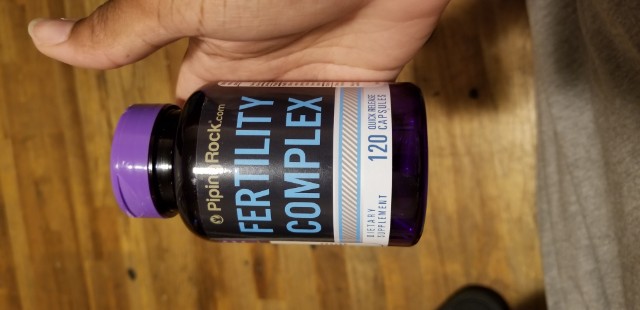 PipingRock.com
FERTILITY
COMPLEX
DIETARY
SUPPLEMENT
120 QUICK RELEASE
CAPSULES